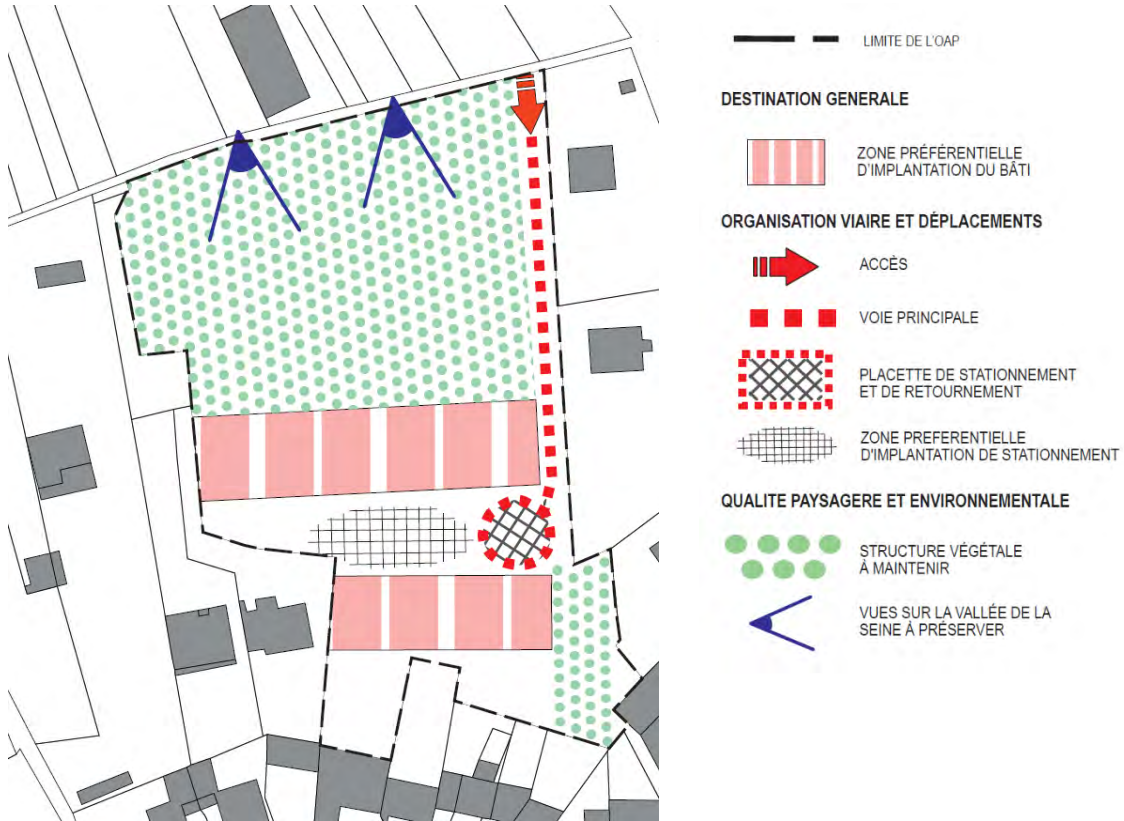 LIMITE DE L'OAP
DESTINATION GENERALE
ZONE PRÉFÉRENTIELLE
D'IMPLANTATION DU BÂTI
ORGANISATION VIAIRE ET DÉPLACEMENTS
ACCÈS
VOIE PRINCIPALE
PLACETTE DE STATIONNEMENT
ET DE RETOURNEMENT
ZONE PREFERENTIELLE
D'IMPLANTATION DE STATIONNEMENT
QUALITE PAYSAGERE ET ENVIRONNEMENTALE
STRUCTURE VÉGÉTALE
À MAINTENIR
VUES SUR LA VALLÉE DE LA
SEINE À PRÉSERVER